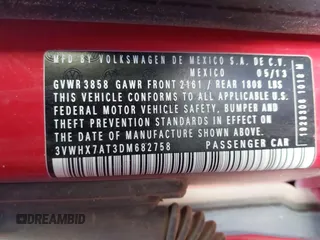 MFD BY VOLKSWAGEN DE MEXICO S.A. DE C.V.
MEXICO 05/13
GVWR 3858 GAWR FRONT 2161 / REAR 1808 LBS
THIS VEHICLE CONFORMS TO ALL APPLICABLE U.S.
FEDERAL MOTOR VEHICLE SAFETY, BUMPER AND
THEFT PREVENTION STANDARDS IN EFFECT ON
THE DATE OF MANUFACTURE SHOWN ABOVE
3VWHX7AT3DM682758 PASSENGER CAR
DREAMBID